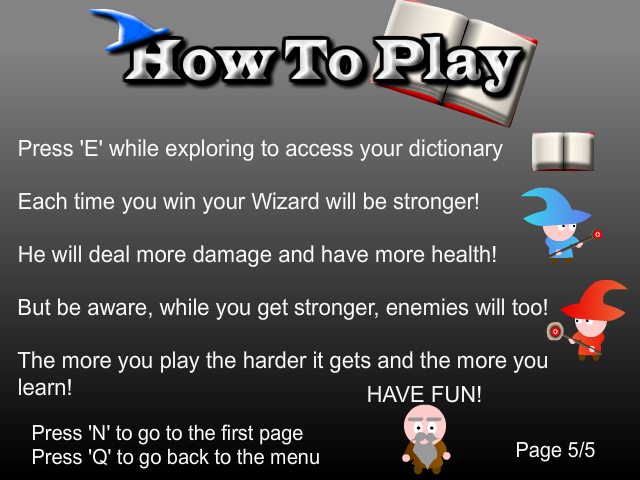 How To Play
Press 'E' while exploring to access your dictionary
Each time you win your Wizard will be stronger!
He will deal more damage and have more health!
But be aware, while you get stronger, enemies will too!
The more you play the harder it gets and the more you
learn!
HAVE FUN!
Press 'N' to go to the first page
Press 'Q' to go back to the menu
Page 5/5